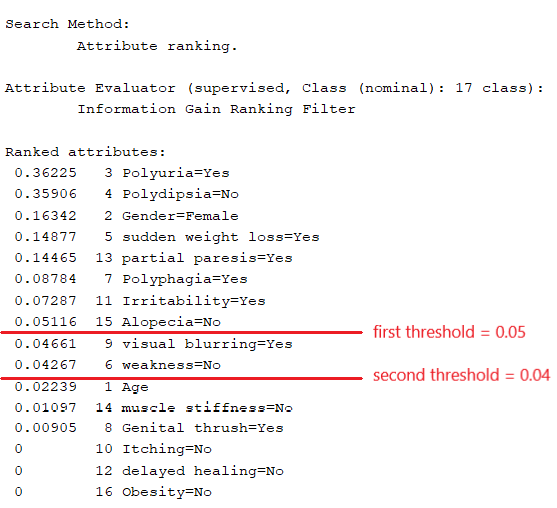 Search Method:
Attribute ranking.
Attribute Evaluator (supervised, Class (nominal): 17 class):
Information Gain Ranking Filter
Ranked attributes:
0.36225 3 Polyuria=Yes
0.35906 4 Polydipsia=No
0.16342 2 Gender=Female
0.14877 5 sudden weight loss=Yes
0.14465 13 partial paresis=Yes
0.08784 7 Polyphagia=Yes
0.07287 11 Irritability=Yes
0.05116 15 Alopecia=No
first threshold = 0.05
0.04661 9 visual blurring=Yes
0.04267 6 weakness=No
second threshold = 0.04
0.02239 1 Age
0.01097 14 muscle stiffness=No
0.00905 8 Genital thrush=Yes
0 10 Itching=No
0 12 delayed healing=No
0 16 Obesity=No